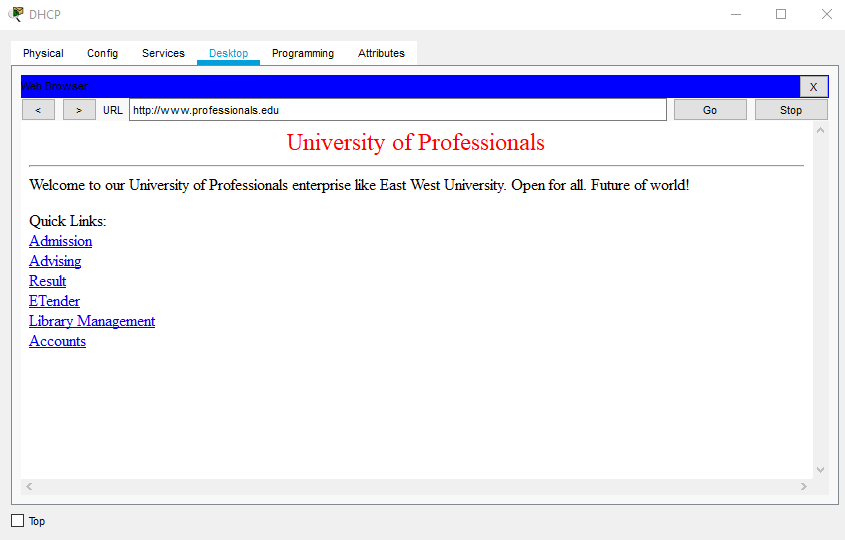 DHCP
Physical Config Services Desktop Programming Attributes
Web Browser X
< > URL http://www.professionals.edu Go Stop
University of Professionals
Welcome to our University of Professionals enterprise like East West University. Open for all. Future of world!
Quick Links:
Admission
Advising
Result
ETender
Library Management
Accounts
Top